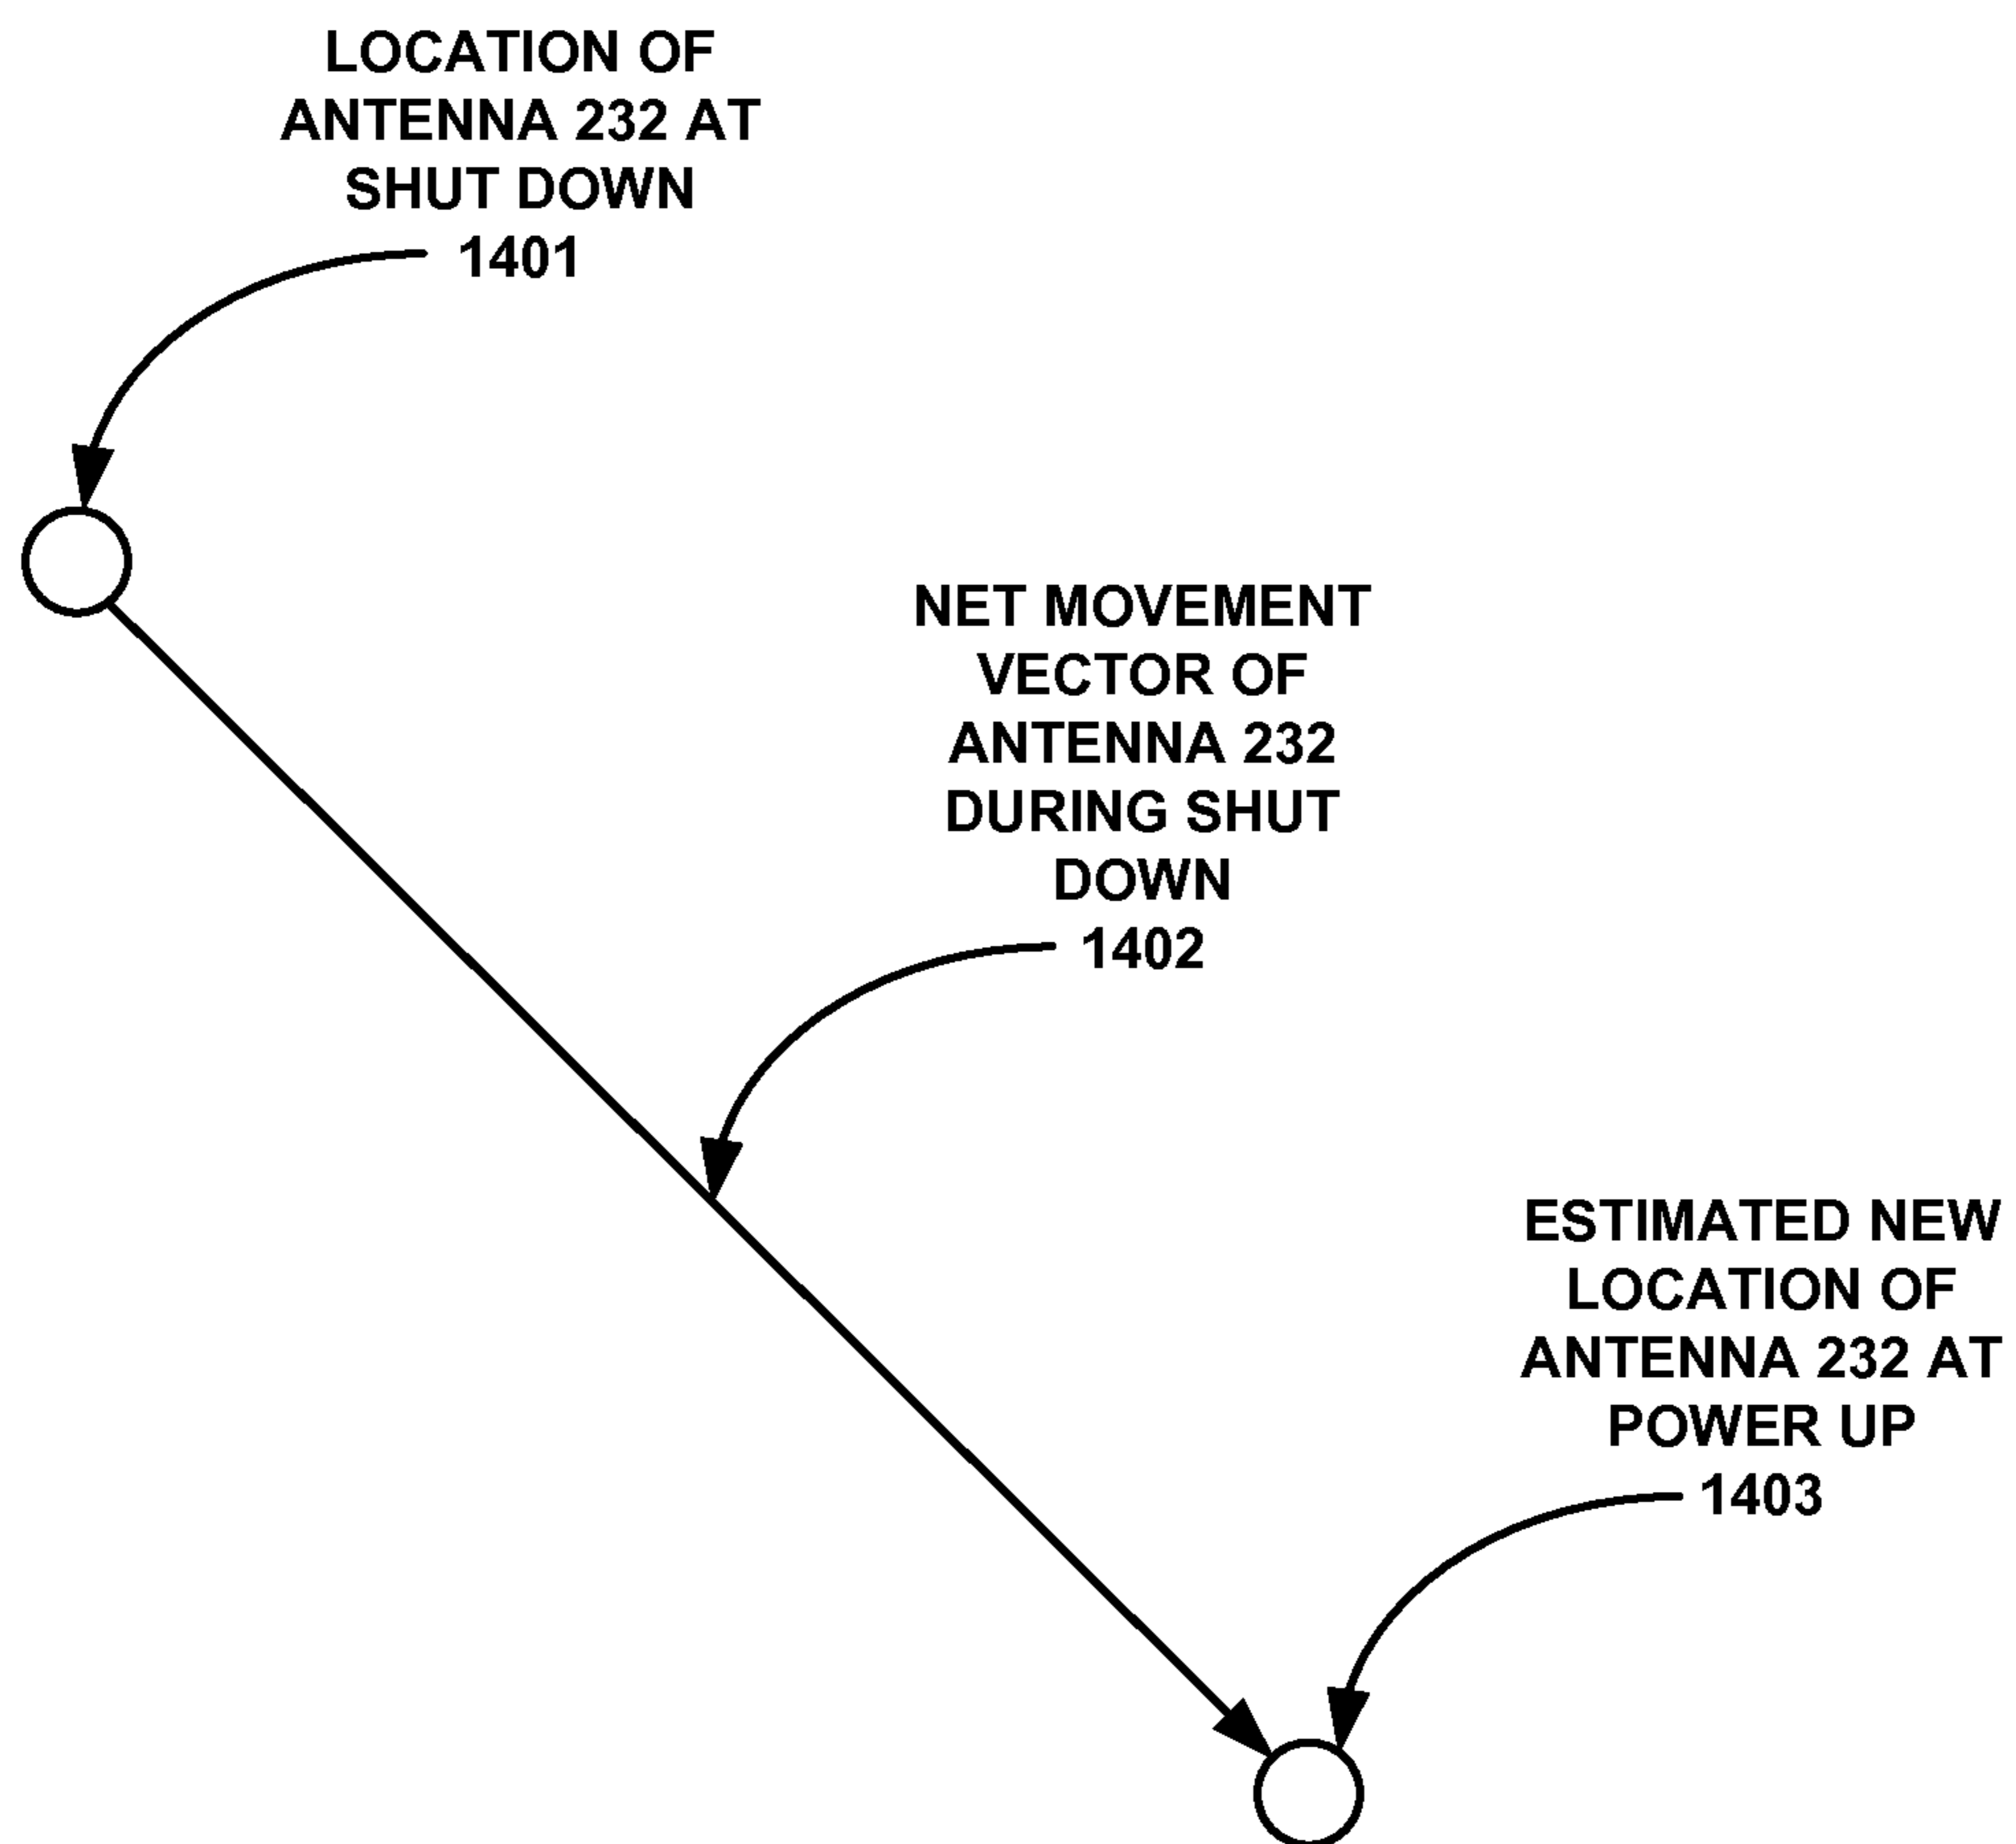 LOCATION OF
ANTENNA 232 AT
SHUT DOWN
1401
NET MOVEMENT
VECTOR OF
ANTENNA 232
DURING SHUT
DOWN
1402
ESTIMATED NEW
LOCATION OF
ANTENNA 232 AT
POWER UP
1403